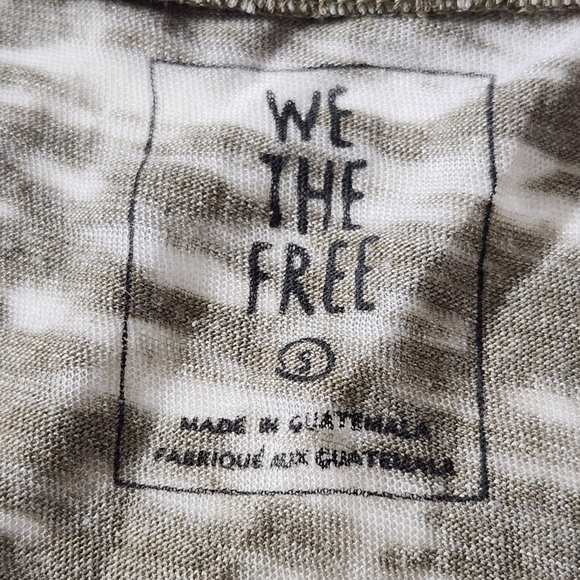 WE
THE
FREE
S
MADE IN GUATEMALA
FABRIQUÉ AUX GUATEMALA